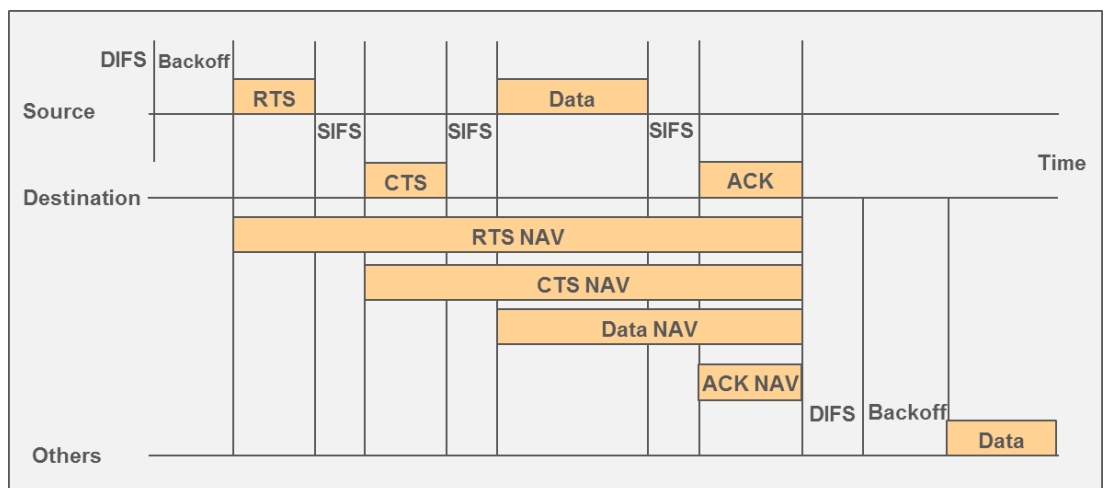 DIFS Backoff
RTS
Data
Source
SIFS SIFS SIFS
Time
CTS
ACK
Destination
RTS NAV
CTS NAV
Data NAV
ACK NAV
DIFS Backoff
Data
Others